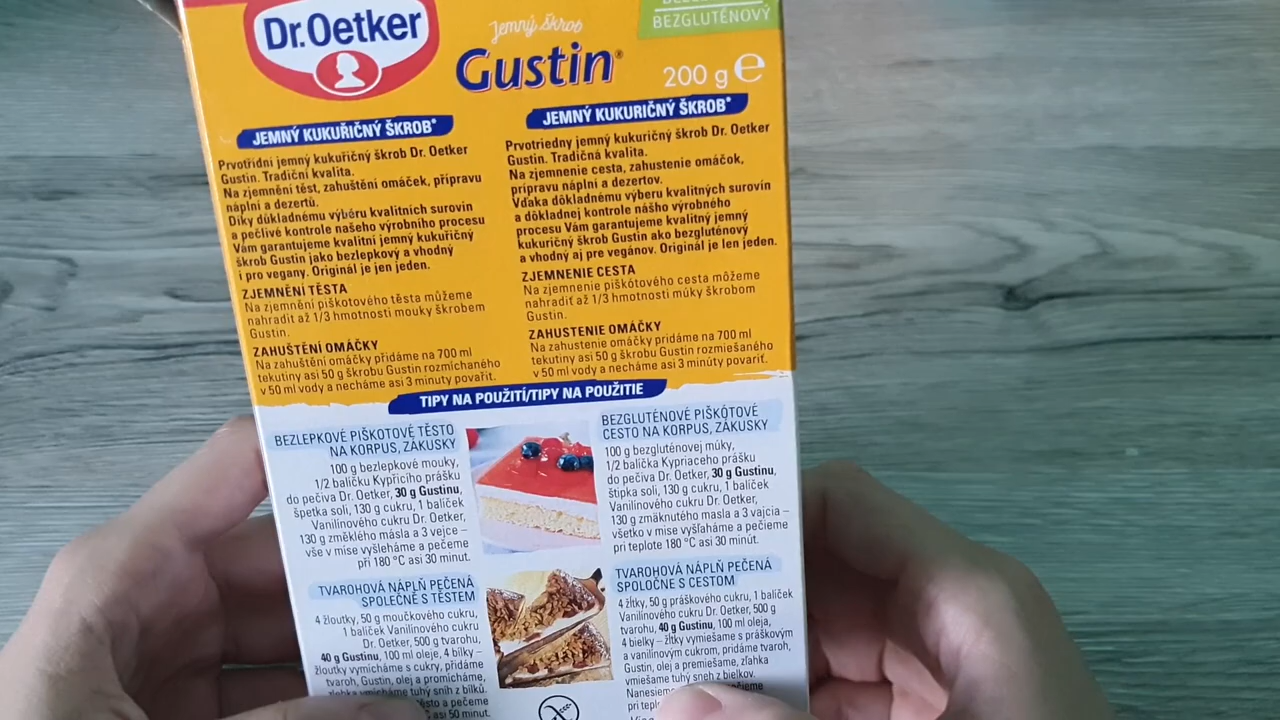 Dr.Oetker
Jemný škrob
Gustin®
BEZGLUTÉNOVÝ
200 g e
JEMNÝ KUKUŘIČNÝ ŠKROB*
Prvotřídní jemný kukuřičný škrob Dr. Oetker
Gustin. Tradiční kvalita.
Na zjemnění těst, zahuštění omáček, přípravu
náplní a dezertů.
Díky důkladnému výběru kvalitních surovin
a pečlivé kontrole našeho výrobního procesu
Vám garantujeme kvalitní jemný kukuřičný
škrob Gustin jako bezlepkový a vhodný
i pro vegany. Originál je jen jeden.
ZJEMNĚNÍ TĚSTA
Na zjemnění piškotového těsta můžeme
nahradit až 1/3 hmotnosti mouky škrobem
Gustin.
ZAHUŠTĚNÍ OMÁČKY
Na zahuštění omáčky přidáme na 700 ml
tekutiny asi 50 g škrobu Gustin rozmíchaného
v 50 ml vody a necháme asi 3 minuty povařit.
JEMNÝ KUKURIČNÝ ŠKROB*
Prvotriedny jemný kukuričný škrob Dr. Oetker
Gustin. Tradičná kvalita.
Na zjemnenie cesta, zahustenie omáčok,
prípravu náplní a dezertov.
Vďaka dôkladnému výberu kvalitných surovín
a dôkladnej kontrole nášho výrobného
procesu Vám garantujeme kvalitný jemný
kukuričný škrob Gustin ako bezgluténový
a vhodný aj pre vegánov. Originál je len jeden.
ZJEMNENIE CESTA
Na zjemnenie piškótového cesta môžeme
nahradiť až 1/3 hmotnosti múky škrobom
Gustin.
ZAHUSTENIE OMÁČKY
Na zahustenie omáčky pridáme na 700 ml
tekutiny asi 50 g škrobu Gustin rozmiešaného
v 50 ml vody a necháme asi 3 minúty povariť.
TIPY NA POUŽITÍ/TIPY NA POUŽITIE
BEZLEPKOVÉ PIŠKOTOVÉ TĚSTO
NA KORPUS, ZÁKUSKY
100 g bezlepkové mouky,
1/2 balíčku Kypřicího prášku
do pečiva Dr. Oetker, 30 g Gustinu,
špetka soli, 130 g cukru, 1 balíček
Vanilínového cukru Dr. Oetker,
130 g změklého másla a 3 vejce –
vše v míse vyšleháme a pečeme
při 180 °C asi 30 minut.
TVAROHOVÁ NÁPLŇ PEČENÁ
SPOLEČNĚ S TĚSTEM
4 žloutky, 50 g moučkového cukru,
1 balíček Vanilínového cukru
Dr. Oetker, 500 g tvarohu,
40 g Gustinu, 100 ml oleje, 4 bílky –
žloutky vymícháme s cukry, přidáme
tvaroh, Gustin, olej a promícháme,
zlehka vmícháme tuhý sníh z bílků.
těsto a pečeme
°C asi 50 minut.
BEZGLUTÉNOVÉ PIŠKÓTOVÉ
CESTO NA KORPUS, ZÁKUSKY
100 g bezgluténovej múky,
1/2 balíčka Kypriaceho prášku
do pečiva Dr. Oetker, 30 g Gustinu,
štipka soli, 130 g cukru, 1 balíček
Vanilínového cukru Dr. Oetker,
130 g zmäknutého masla a 3 vajcia –
všetko v mise vyšľaháme a pečieme
pri teplote 180 °C asi 30 minút.
TVAROHOVÁ NÁPLŇ PEČENÁ
SPOLOČNE S CESTOM
4 žĺtky, 50 g práškového cukru, 1 balíček
Vanilínového cukru Dr. Oetker, 500 g
tvarohu, 40 g Gustinu, 100 ml oleja,
4 bielky – žĺtky vymiešame s práškovým
a vanilínovým cukrom, pridáme tvaroh,
Gustin, olej a premiešame, zľahka
vmiešame tuhý sneh z bielkov.